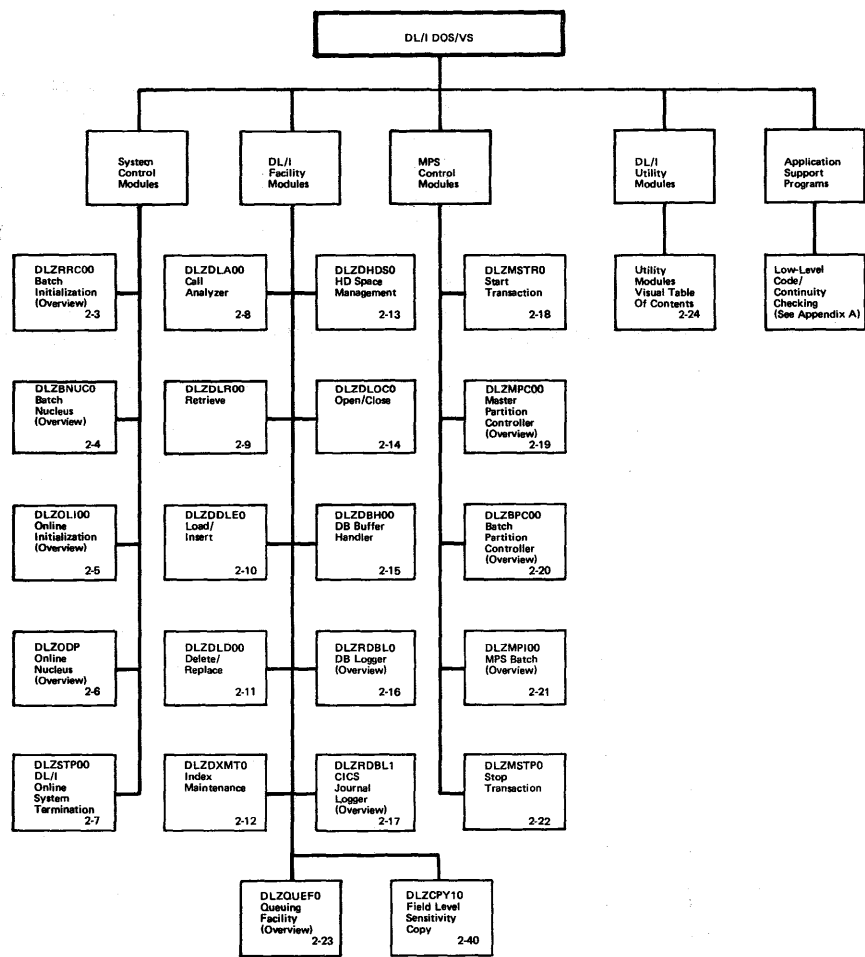 DL/I DOS/VS
System
Control
Modules
DL/I
Facility
Modules
MPS
Control
Modules
DL/I
Utility
Modules
Application
Support
Programs
DLZRRC00
Batch
Initialization
(Overview)
2-3
DLZDLA00
Call
Analyzer
2-8
DLZDHDS0
HD Space
Management
2-13
DLZMSTR0
Start
Transaction
2-18
Utility
Modules
Visual Table
Of Contents
2-24
Low-Level
Code/
Continuity
Checking
(See Appendix A)
DLZBNUC0
Batch
Nucleus
(Overview)
2-4
DLZDLR00
Retrieve
2-9
DLZDLOC0
Open/Close
2-14
DLZMPC00
Master
Partition
Controller
(Overview)
2-19
DLZOLI00
Online
Initialization
(Overview)
2-5
DLZDDLE0
Load/
Insert
2-10
DLZDBH00
DB Buffer
Handler
2-15
DLZBPC00
Batch
Partition
Controller
(Overview)
2-20
DLZODP
Online
Nucleus
(Overview)
2-6
DLZDLD00
Delete/
Replace
2-11
DLZRDBL0
DB Logger
(Overview)
2-16
DLZMPI00
MPS Batch
(Overview)
2-21
DLZSTP00
DL/I
Online
System
Termination
2-7
DLZDXMT0
Index
Maintenance
2-12
DLZRDBL1
CICS
Journal
Logger
(Overview)
2-17
DLZMSTP0
Stop
Transaction
2-22
DLZQUEF0
Queuing
Facility
(Overview)
2-23
DLZCPY10
Field Level
Sensitivity
Copy
2-40